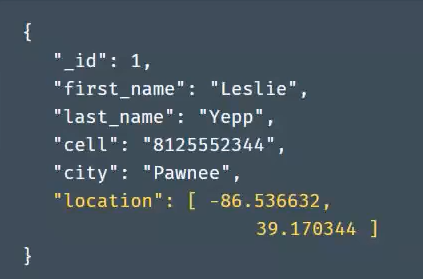 {
"_id": 1,
"first_name": "Leslie",
"last_name": "Yepp",
"cell": "8125552344",
"city": "Pawnee",
"location": [ -86.536632,
39.170344 ]
}